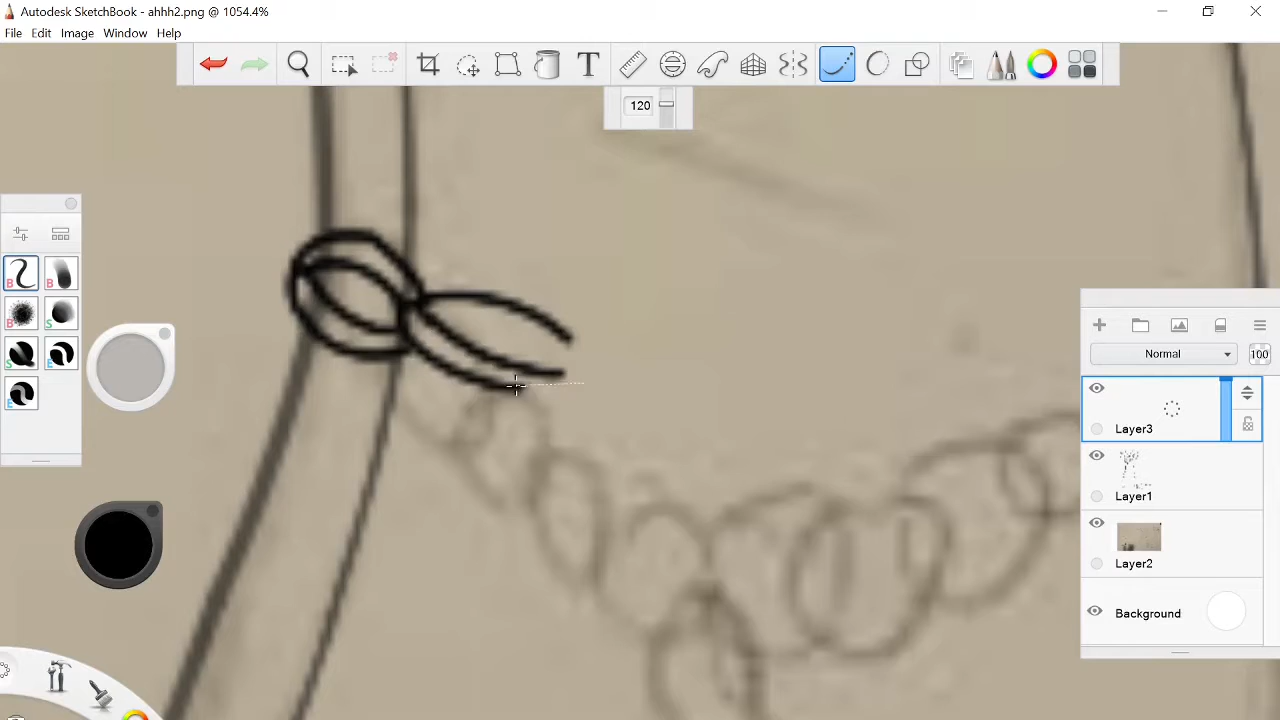 Autodesk SketchBook - ahhh2.png @ 1054.4%
File Edit Image Window Help
T
120
B B
B S
S E
E
100
Normal
Layer3
Layer1
Layer2
Background